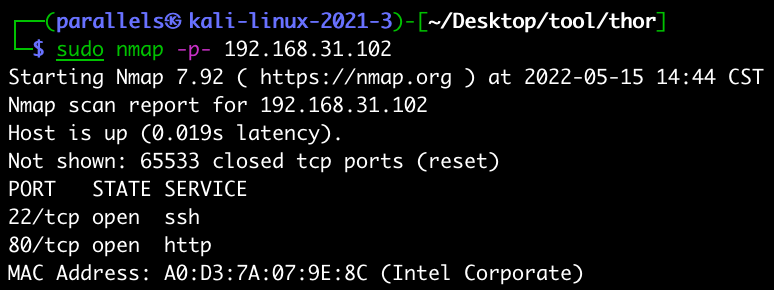 ┌──(parallels㉿kali-linux-2021-3)-[~/Desktop/tool/thor]
└─$ sudo nmap -p- 192.168.31.102
Starting Nmap 7.92 ( https://nmap.org ) at 2022-05-15 14:44 CST
Nmap scan report for 192.168.31.102
Host is up (0.019s latency).
Not shown: 65533 closed tcp ports (reset)
PORT   STATE SERVICE
22/tcp open  ssh
80/tcp open  http
MAC Address: A0:D3:7A:07:9E:8C (Intel Corporate)